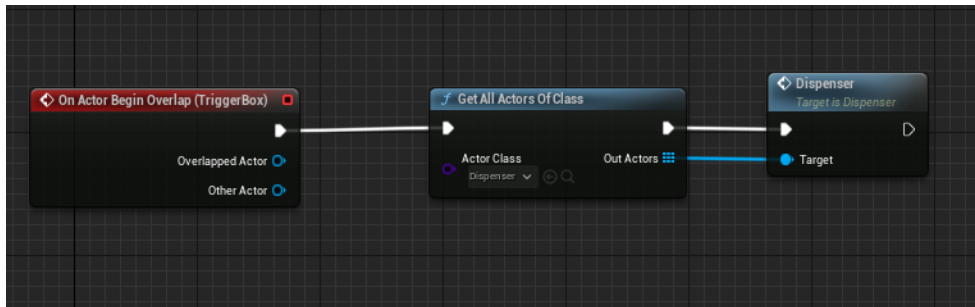 On Actor Begin Overlap (TriggerBox)
Overlapped Actor
Other Actor
f Get All Actors Of Class
Actor Class
Dispenser
Out Actors
Dispenser
Target is Dispenser
Target